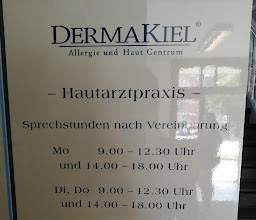 DERMAKIEL®
Allergie und Haut Centrum
– Hautarztpraxis –
Sprechstunden nach Vereinbarung
Mo 9.00 – 12.30 Uhr
und 14.00 – 18.00 Uhr
Di, Do 9.00 – 12.30 Uhr
und 14.00 – 18.00 Uhr